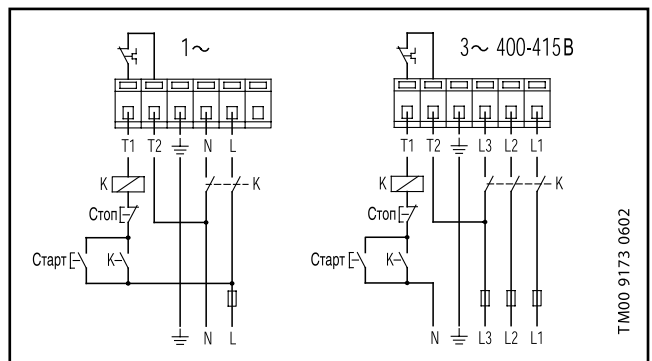 1~ 3~ 400-415В
T1 T2 N L T1 T2 L3 L2 L1
K K K K
Стоп Стоп
Старт K Старт K
N L N L3 L2 L1
TM00 9173 0602